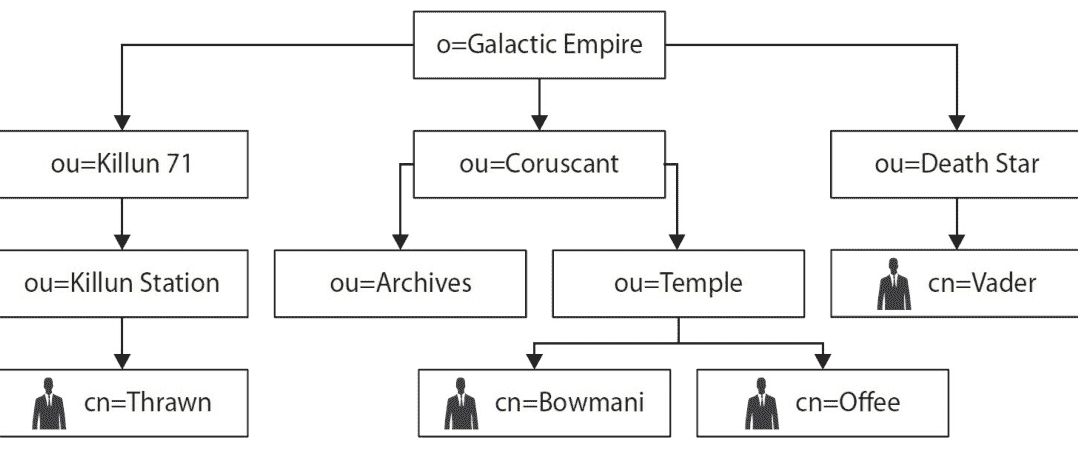 o=Galactic Empire
ou=Killun 71
ou=Coruscant
ou=Death Star
ou=Killun Station
ou=Archives
ou=Temple
cn=Vader
cn=Thrawn
cn=Bowmani
cn=Offee